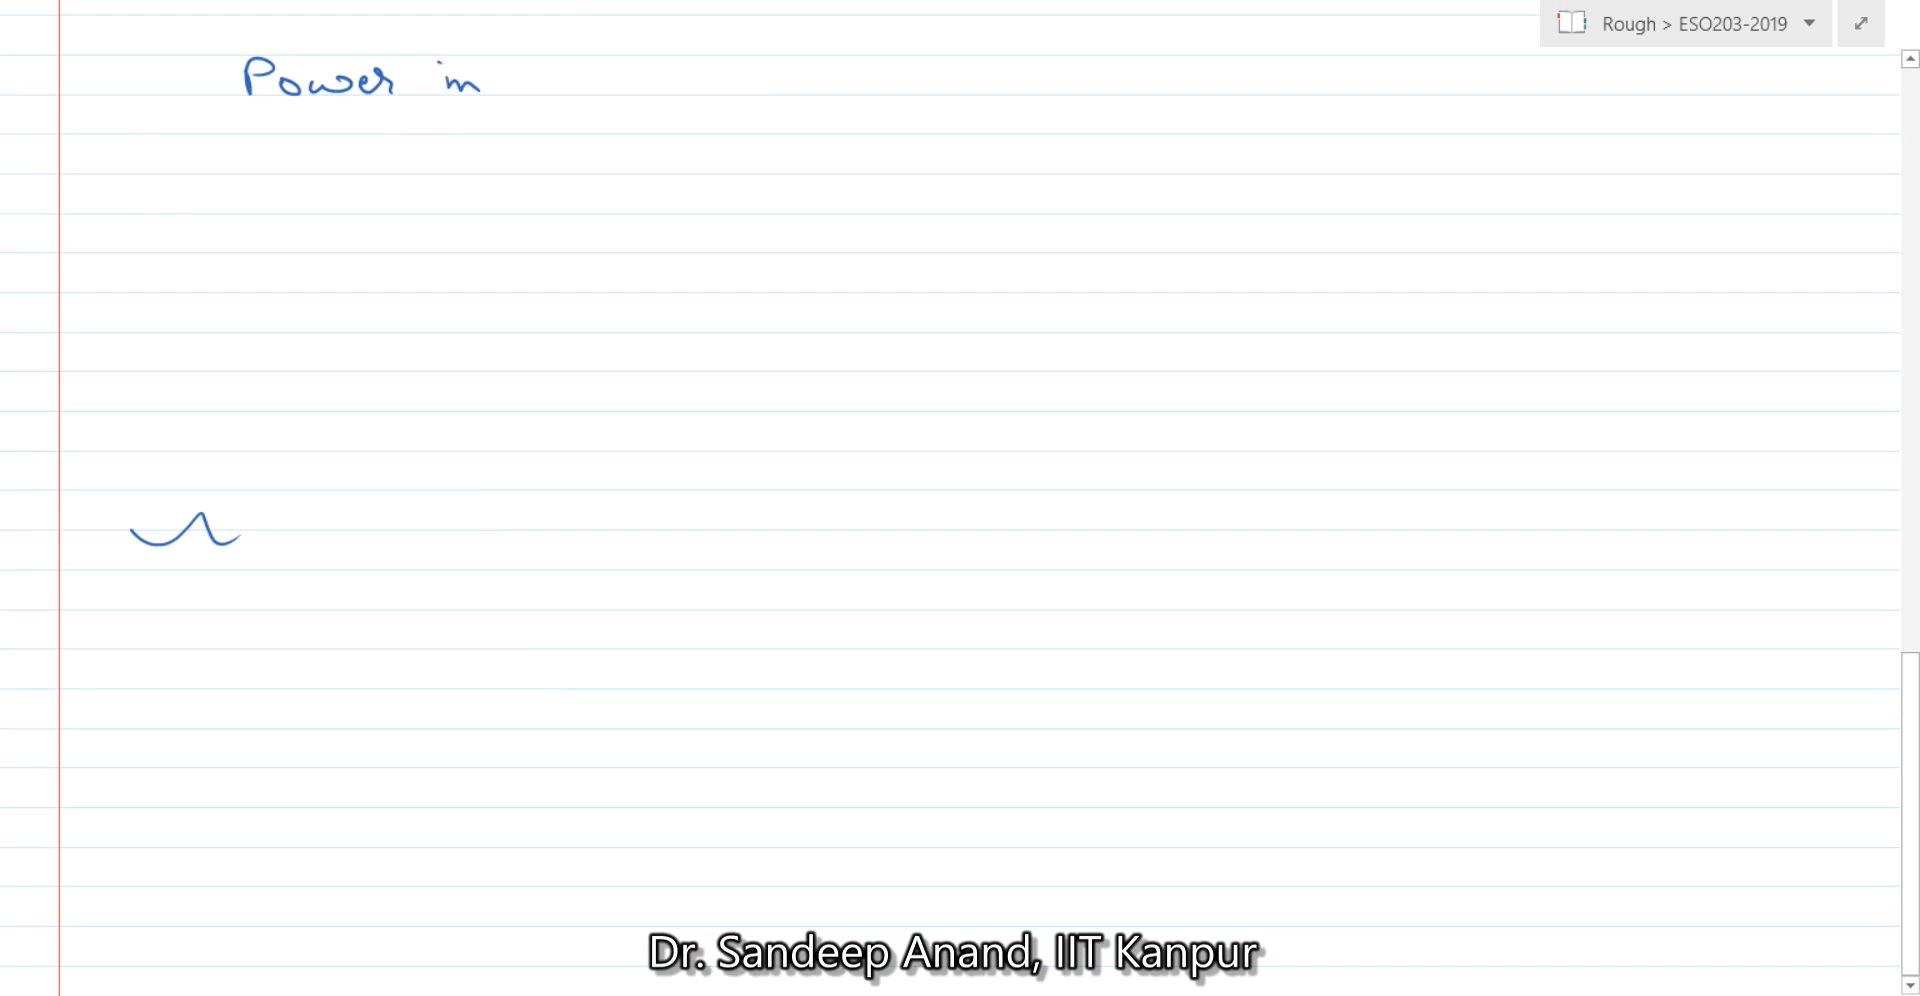 Rough > ESO203-2019
Power in
Dr. Sandeep Anand, IIT Kanpur